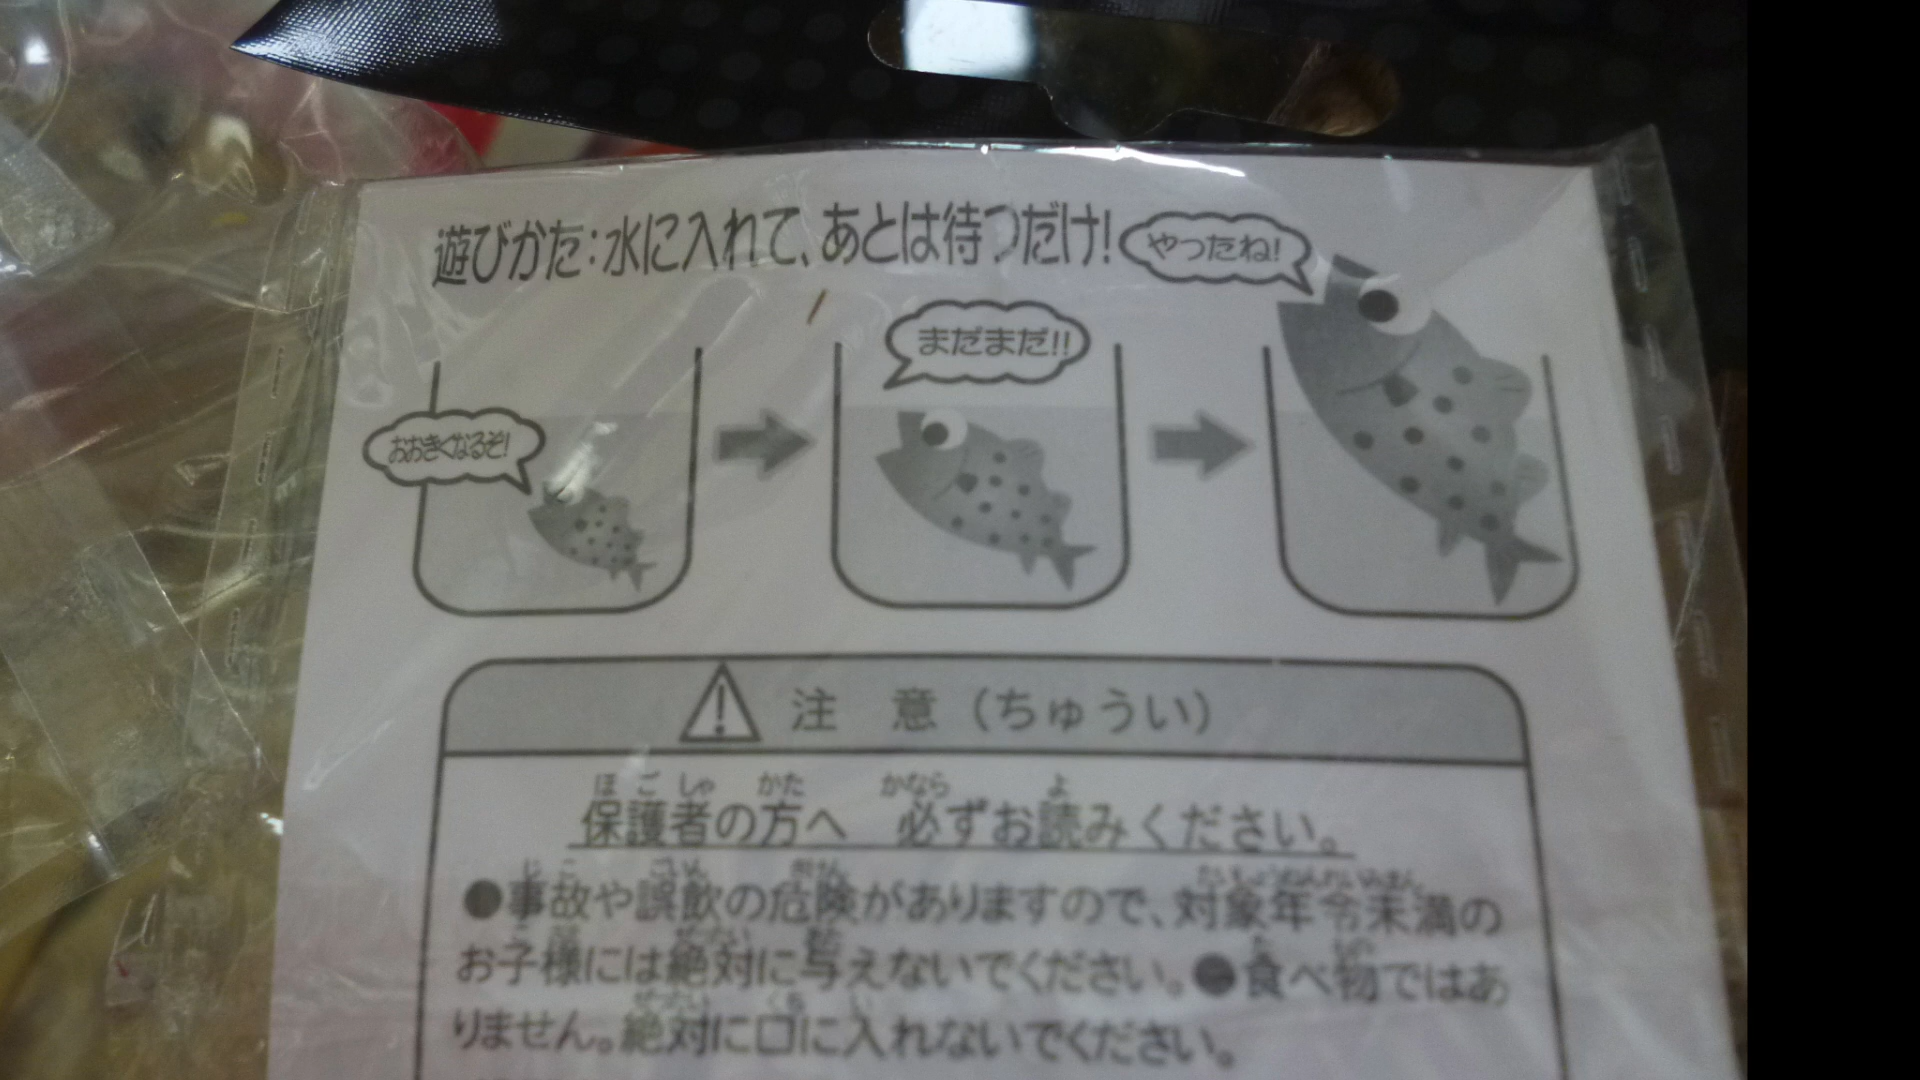 遊びかた：水に入れて、あとは待つだけ！
やったね！
まだまだ!!
おおきくなるぞ！
注 意（ちゅうい）
ほごしゃ かた かなら よ
保護者の方へ 必ずお読みください。
●事故や誤飲の危険がありますので、対象年令未満の
お子様には絶対に与えないでください。●食べ物ではあ
りません。絶対に口に入れないでください。